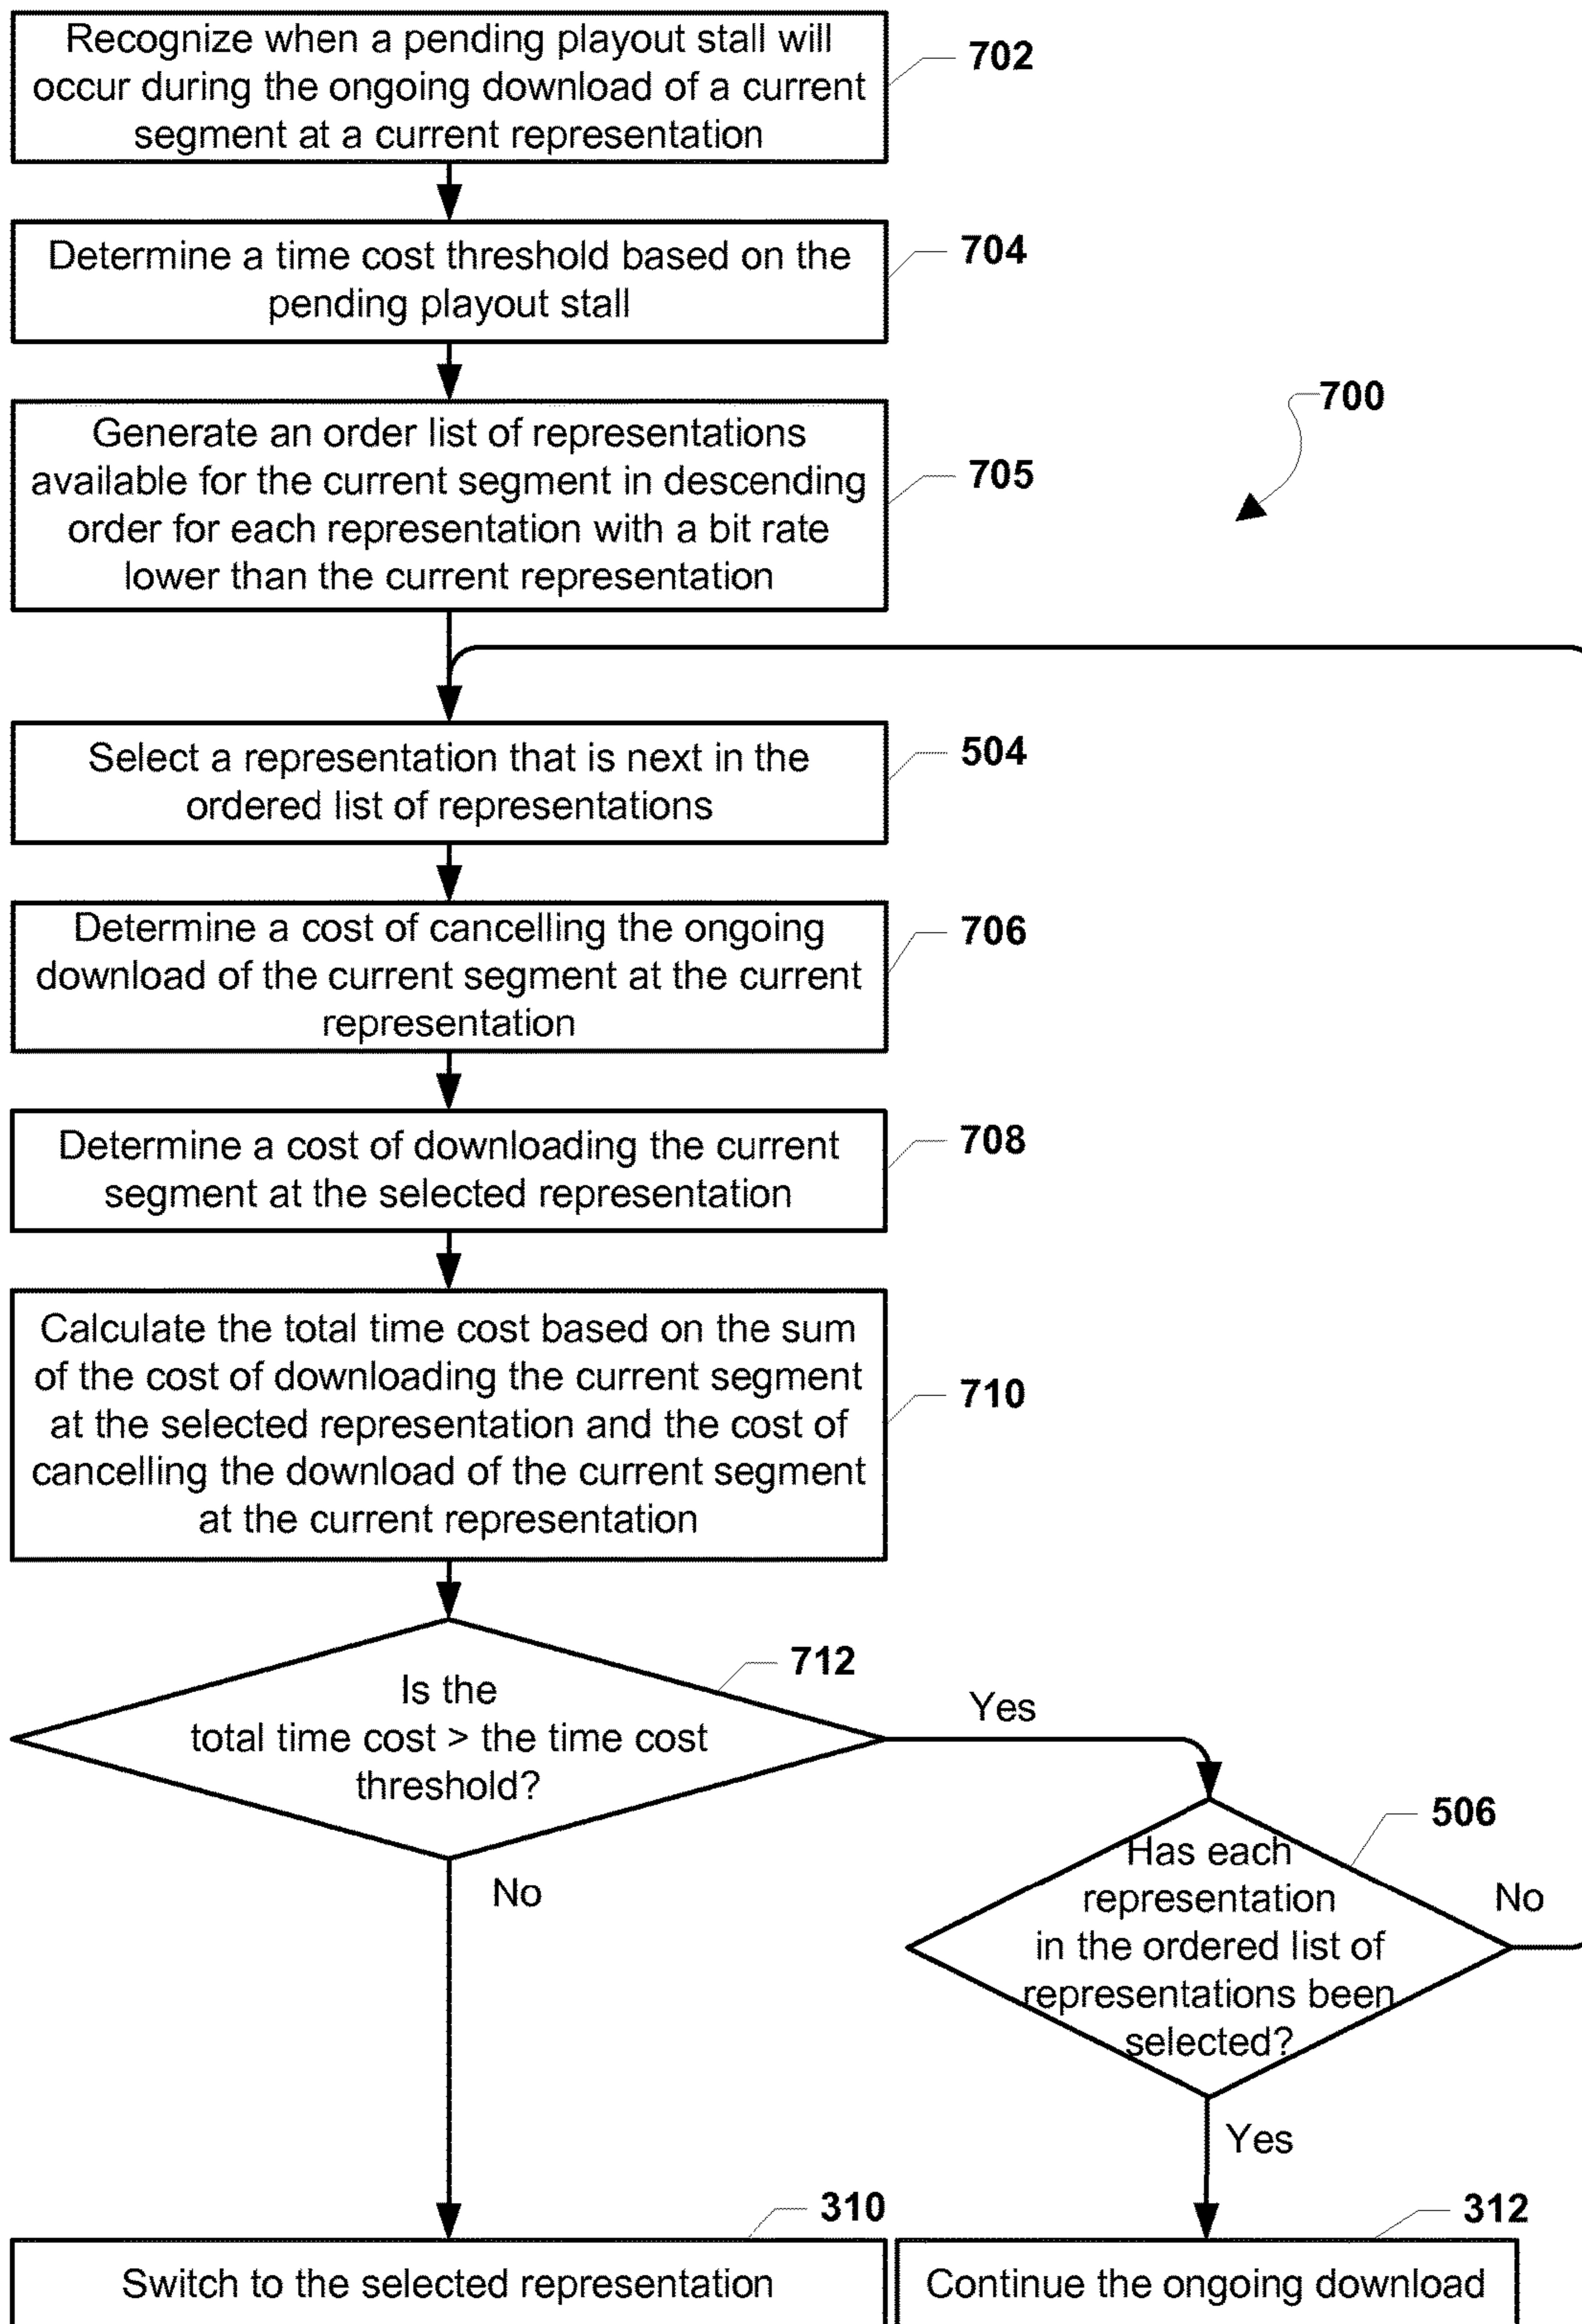 Recognize when a pending playout stall will
occur during the ongoing download of a current
segment at a current representation
702
Determine a time cost threshold based on the
pending playout stall
704
Generate an order list of representations
available for the current segment in descending
order for each representation with a bit rate
lower than the current representation
705
700
Select a representation that is next in the
ordered list of representations
504
Determine a cost of cancelling the ongoing
download of the current segment at the current
representation
706
Determine a cost of downloading the current
segment at the selected representation
708
Calculate the total time cost based on the sum
of the cost of downloading the current segment
at the selected representation and the cost of
cancelling the download of the current segment
at the current representation
710
Is the
total time cost > the time cost
threshold?
712
Yes
No
Has each
representation
in the ordered list of
representations been
selected?
506
No
Yes
Switch to the selected representation
310
Continue the ongoing download
312